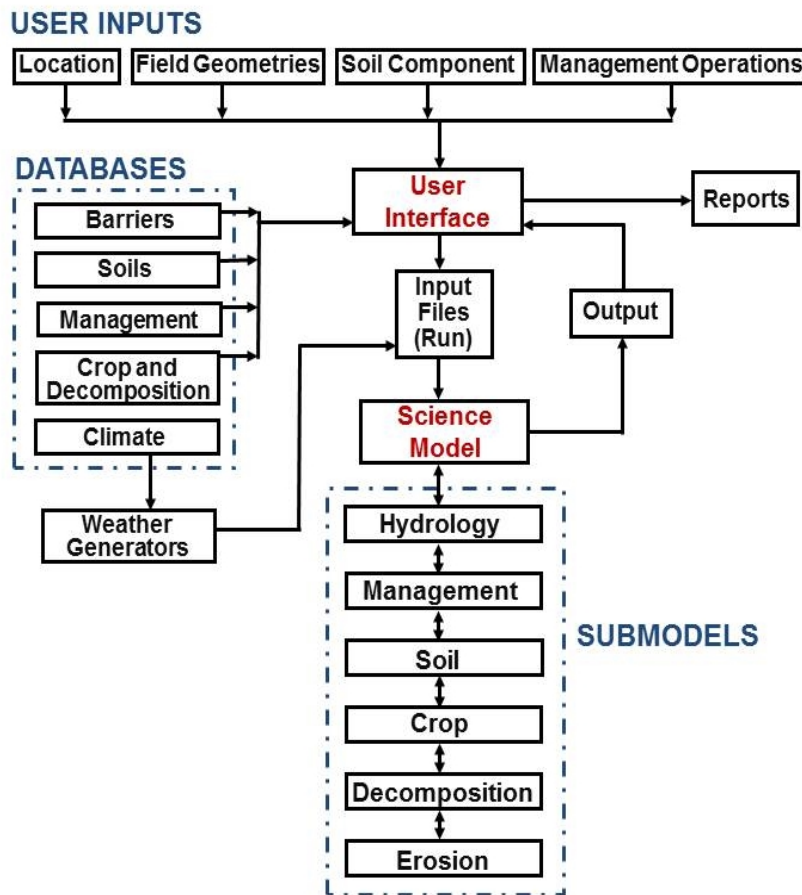 USER INPUTS
Location
Field Geometries
Soil Component
Management Operations
DATABASES
Barriers
Soils
Management
Crop and
Decomposition
Climate
Weather
Generators
User
Interface
Reports
Input
Files
(Run)
Output
Science
Model
SUBMODELS
Hydrology
Management
Soil
Crop
Decomposition
Erosion